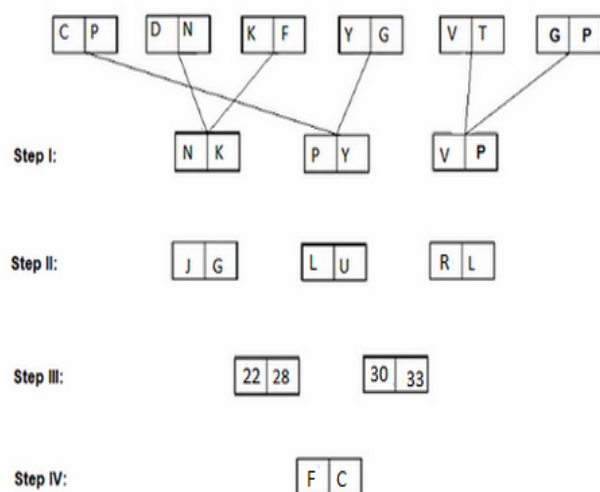 C P D N K F Y G V T G P
Step I: N K P Y V P
Step II: J G L U R L
Step III: 22 28 30 33
Step IV: F C